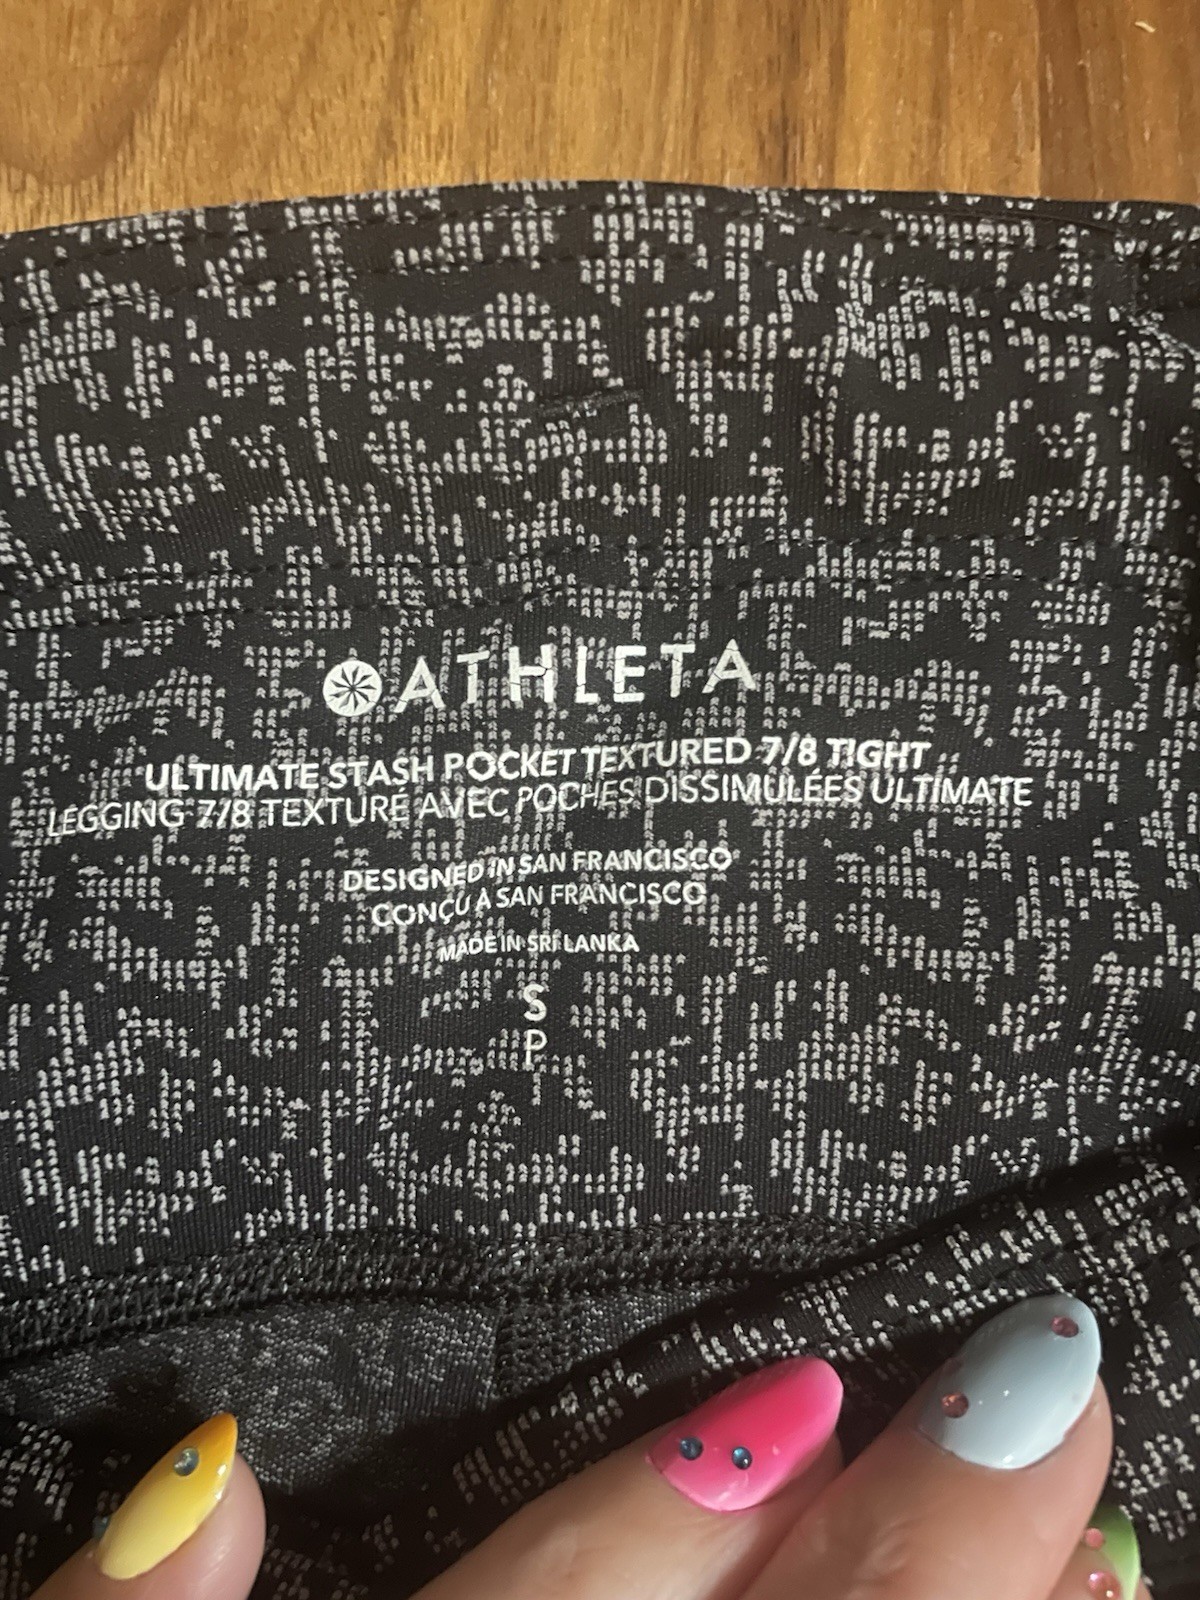 ATHLETA
ULTIMATE STASH POCKET TEXTURED 7/8 TIGHT
LEGGING 7/8 TEXTURÉ AVEC POCHES DISSIMULÉES ULTIMATE
DESIGNED IN SAN FRANCISCO
CONÇU À SAN FRANCISCO
MADE IN SRI LANKA
S
P